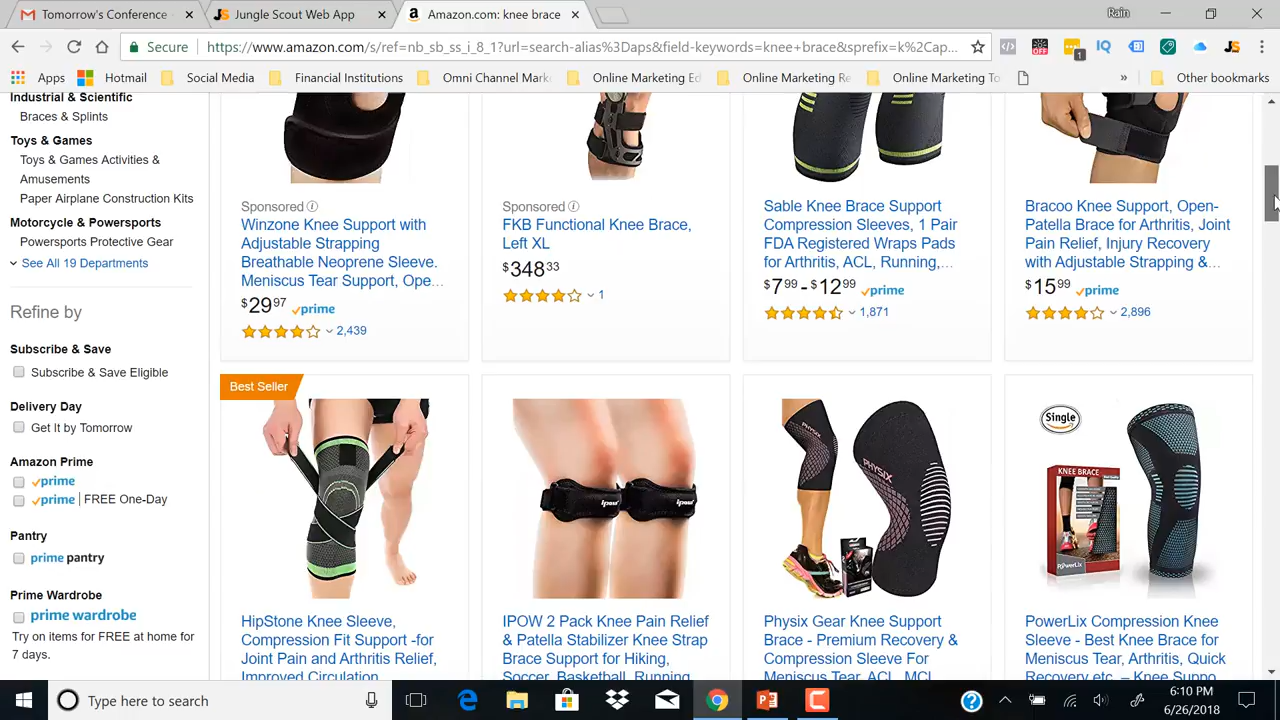 Tomorrow's Conference
Jungle Scout Web App
Amazon.com: knee brace
Rain
Secure
https://www.amazon.com/s/ref=nb_sb_ss_i_8_1?url=search-alias%3Daps&field-keywords=knee+brace&sprefix=k%2Cap...
Apps
Hotmail
Social Media
Financial Institutions
Omni Channel Mark
Online Marketing Ed
Online Marketing Re
Online Marketing To
»
Other bookmarks
Industrial & Scientific
Braces & Splints
Toys & Games
Toys & Games Activities &
Amusements
Paper Airplane Construction Kits
Motorcycle & Powersports
Powersports Protective Gear
See All 19 Departments
Refine by
Subscribe & Save
Subscribe & Save Eligible
Delivery Day
Get It by Tomorrow
Amazon Prime
prime
prime | FREE One-Day
Pantry
prime pantry
Prime Wardrobe
prime wardrobe
Try on items for FREE at home for
7 days.
Sponsored
Winzone Knee Support with
Adjustable Strapping
Breathable Neoprene Sleeve.
Meniscus Tear Support, Ope...
$29 97 prime
2,439
Sponsored
FKB Functional Knee Brace,
Left XL
$348 33
1
Sable Knee Brace Support
Compression Sleeves, 1 Pair
FDA Registered Wraps Pads
for Arthritis, ACL, Running,...
$7 99 - $12 99 prime
1,871
Bracoo Knee Support, Open-
Patella Brace for Arthritis, Joint
Pain Relief, Injury Recovery
with Adjustable Strapping &...
$15 99 prime
2,896
Best Seller
HipStone Knee Sleeve,
Compression Fit Support -for
Joint Pain and Arthritis Relief,
Improved Circulation
ipow
ipow
IPOW 2 Pack Knee Pain Relief
& Patella Stabilizer Knee Strap
Brace Support for Hiking,
Soccer, Basketball, Running
PHYSIX
PHYSIX
Physix Gear Knee Support
Brace - Premium Recovery &
Compression Sleeve For
Meniscus Tear, ACL, MCL
Single
KNEE BRACE
POWERLIX
PowerLix Compression Knee
Sleeve - Best Knee Brace for
Meniscus Tear, Arthritis, Quick
Recovery etc. – Knee Suppo
OFF
1
IQ
JS
Type here to search
6:10 PM
6/26/2018